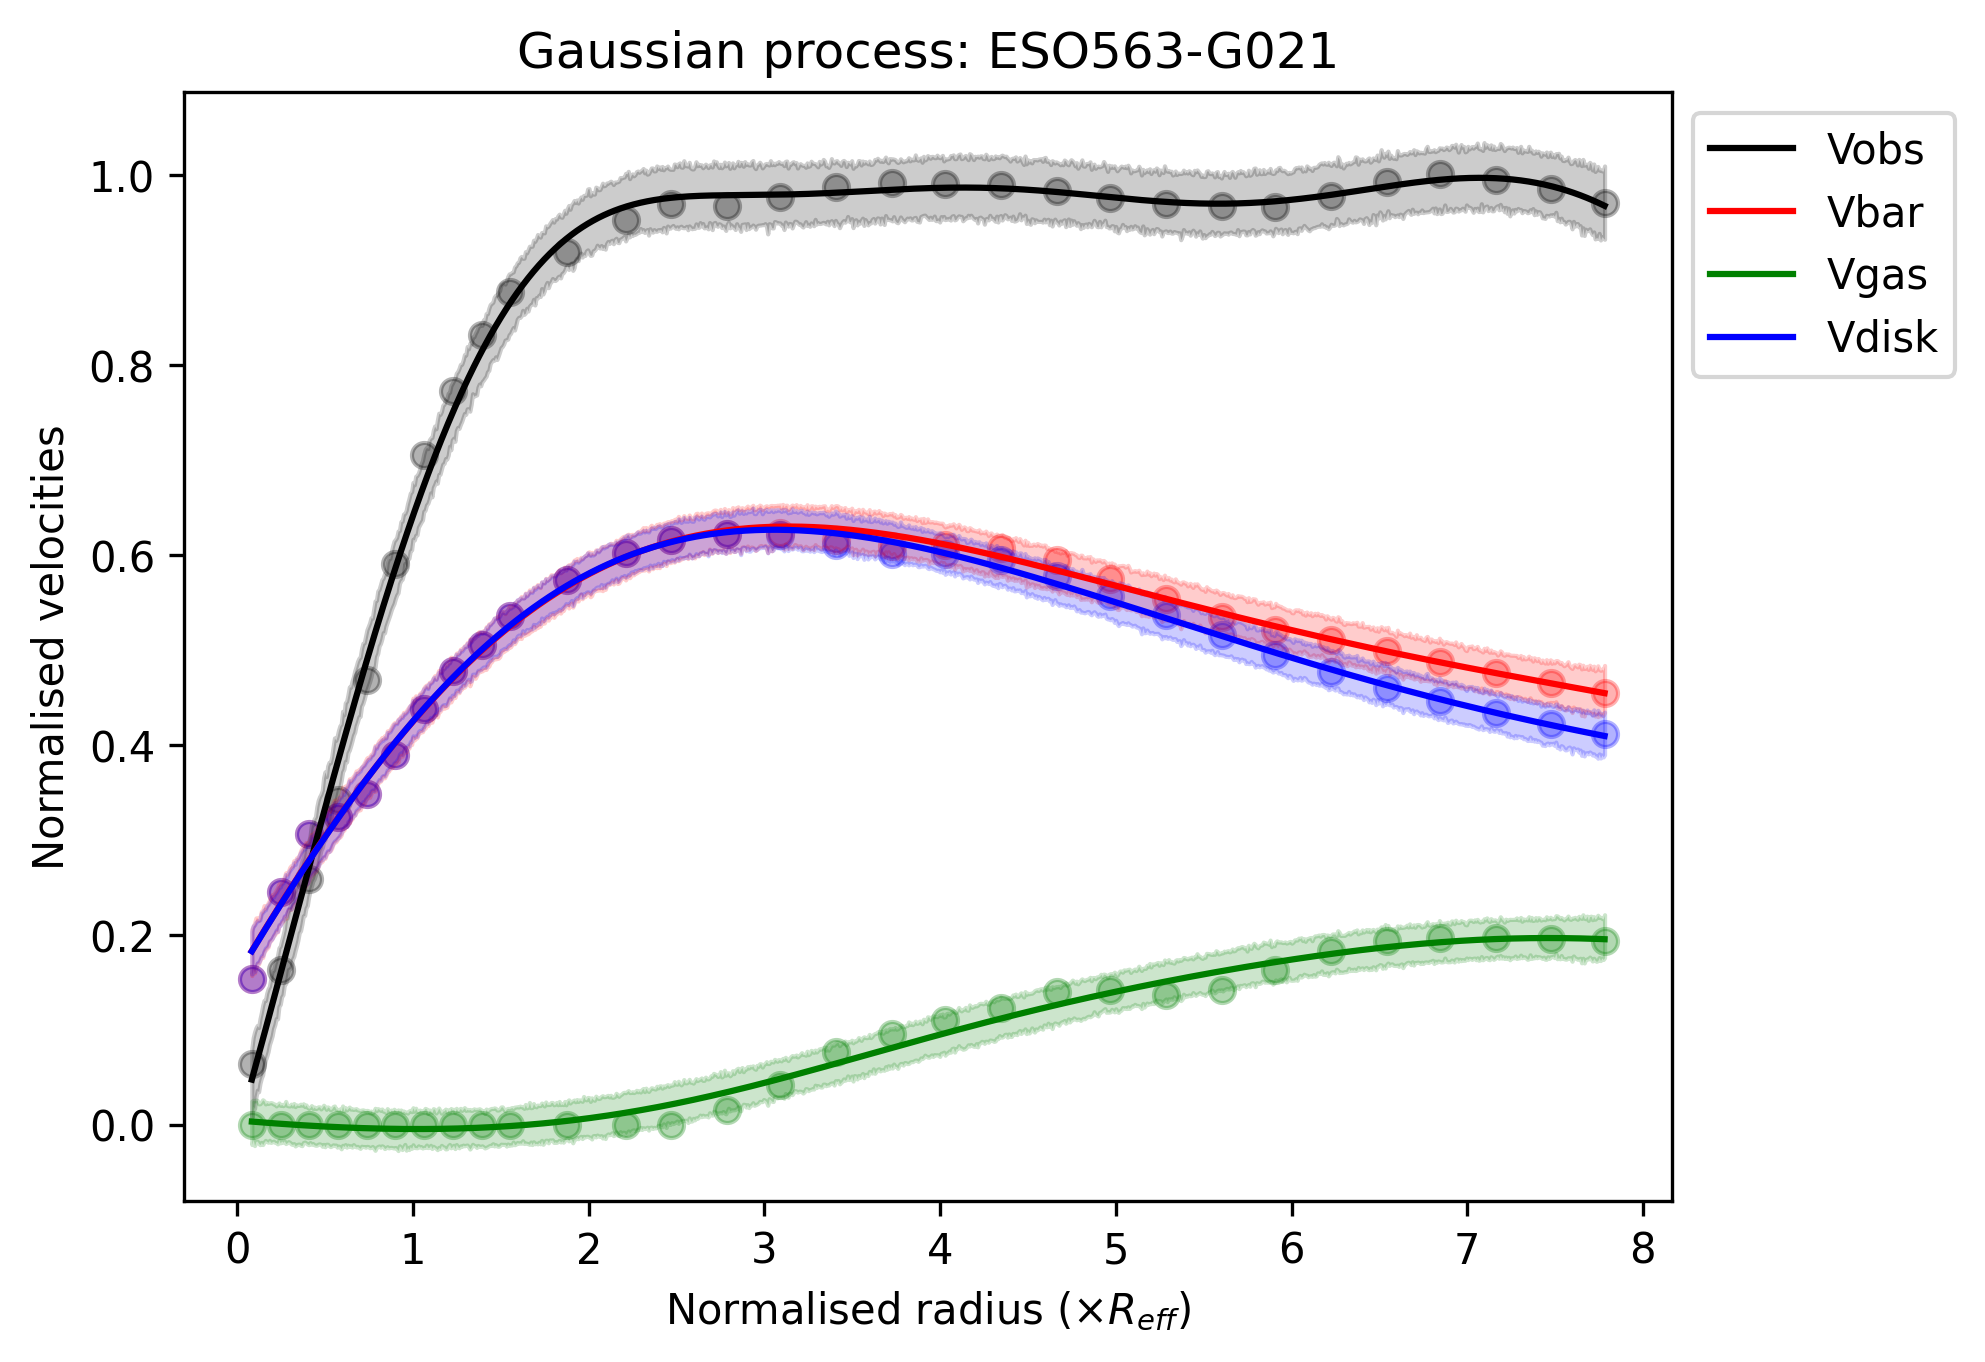 Gaussian process: ESO563-G021
Vobs
Vbar
Vgas
Vdisk
Normalised velocities
1.0
0.8
0.6
0.4
0.2
0.0
0 1 2 3 4 5 6 7 8
Normalised radius (×R_eff)